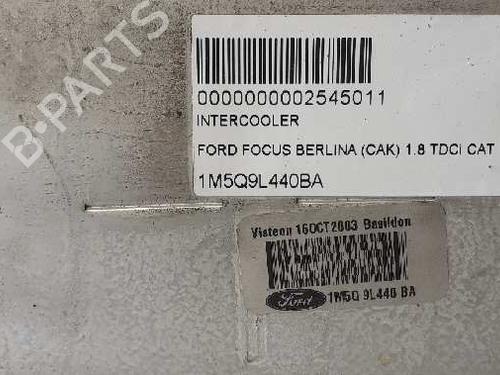 B-PARTS
0000000002545011
INTERCOOLER
FORD FOCUS BERLINA (CAK) 1.8 TDCI CAT
1M5Q9L440BA
Visteon 16OCT2003 Basildon
Ford
1M5Q 9L440 BA